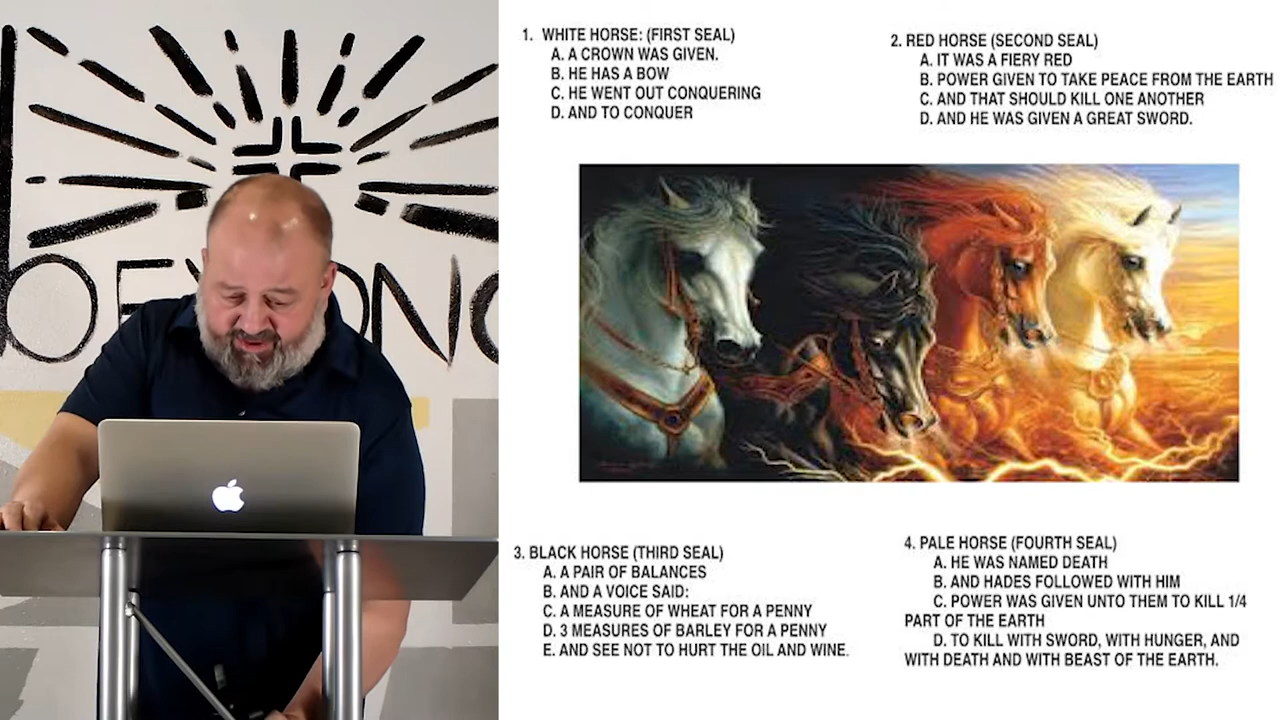 BEYOND
1. WHITE HORSE: (FIRST SEAL)
A. A CROWN WAS GIVEN.
B. HE HAS A BOW
C. HE WENT OUT CONQUERING
D. AND TO CONQUER
2. RED HORSE (SECOND SEAL)
A. IT WAS A FIERY RED
B. POWER GIVEN TO TAKE PEACE FROM THE EARTH
C. AND THAT SHOULD KILL ONE ANOTHER
D. AND HE WAS GIVEN A GREAT SWORD.
3. BLACK HORSE (THIRD SEAL)
A. A PAIR OF BALANCES
B. AND A VOICE SAID:
C. A MEASURE OF WHEAT FOR A PENNY
D. 3 MEASURES OF BARLEY FOR A PENNY
E. AND SEE NOT TO HURT THE OIL AND WINE.
4. PALE HORSE (FOURTH SEAL)
A. HE WAS NAMED DEATH
B. AND HADES FOLLOWED WITH HIM
C. POWER WAS GIVEN UNTO THEM TO KILL 1/4
PART OF THE EARTH
D. TO KILL WITH SWORD, WITH HUNGER, AND
WITH DEATH AND WITH BEAST OF THE EARTH.